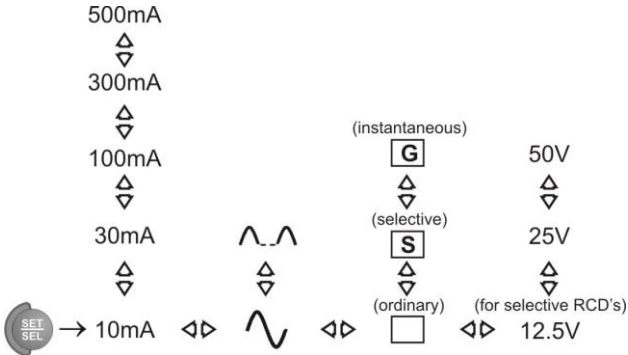 500mA
300mA
(instantaneous)
100mA G 50V
(selective)
30mA S 25V
(ordinary) (for selective RCD's)
SET
SEL
10mA 12.5V